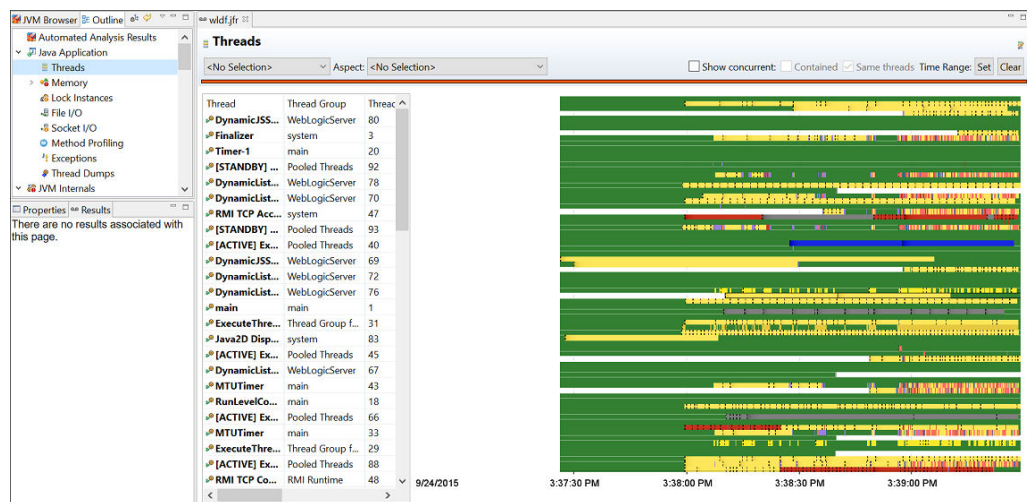 JVM Browser Outline
Automated Analysis Results
Java Application
Threads
Memory
Lock Instances
File I/O
Socket I/O
Method Profiling
Exceptions
Thread Dumps
JVM Internals
Properties Results
There are no results associated with
this page.
wldf.jfr
Threads
<No Selection> Aspect: <No Selection> Show concurrent: Contained Same threads Time Range: Set Clear
Thread Thread Group Threac
DynamicJSS... WebLogicServer 80
Finalizer system 3
Timer-1 main 20
[STANDBY] ... Pooled Threads 92
DynamicList... WebLogicServer 78
DynamicList... WebLogicServer 70
RMI TCP Acc... system 47
[STANDBY] ... Pooled Threads 93
[ACTIVE] Ex... Pooled Threads 40
DynamicJSS... WebLogicServer 69
DynamicList... WebLogicServer 72
DynamicList... WebLogicServer 76
main main 1
ExecuteThre... Thread Group f... 31
Java2D Disp... system 83
[ACTIVE] Ex... Pooled Threads 45
DynamicList... WebLogicServer 67
MTUTimer main 43
RunLevelCo... main 18
[ACTIVE] Ex... Pooled Threads 66
MTUTimer main 33
ExecuteThre... Thread Group f... 29
[ACTIVE] Ex... Pooled Threads 88
RMI TCP Co... RMI Runtime 48
9/24/2015 3:37:30 PM 3:38:00 PM 3:38:30 PM 3:39:00 PM